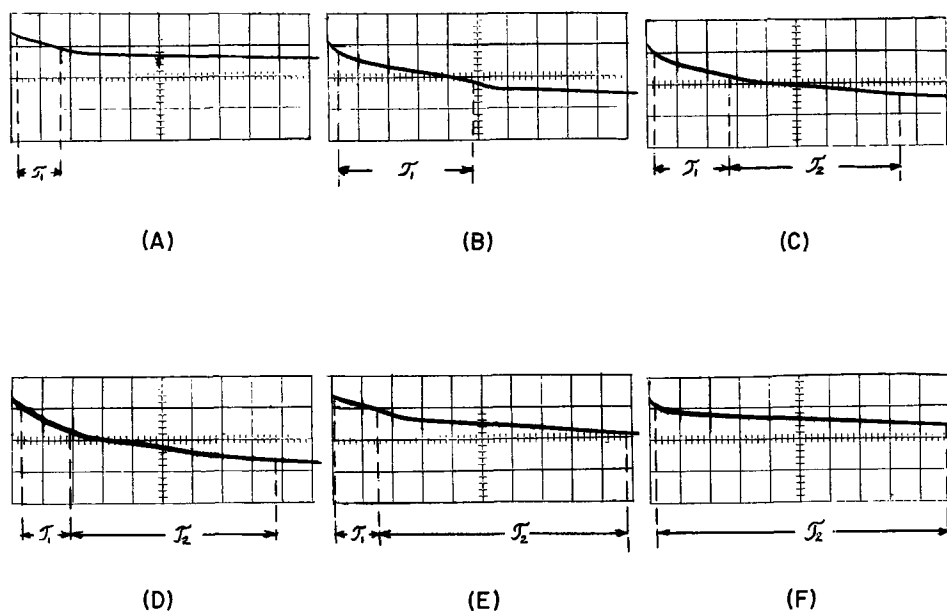 𝒯₁ 𝒯₁ 𝒯₁ 𝒯₂
(A) (B) (C)
𝒯₁ 𝒯₂ 𝒯₁ 𝒯₂ 𝒯₂
(D) (E) (F)